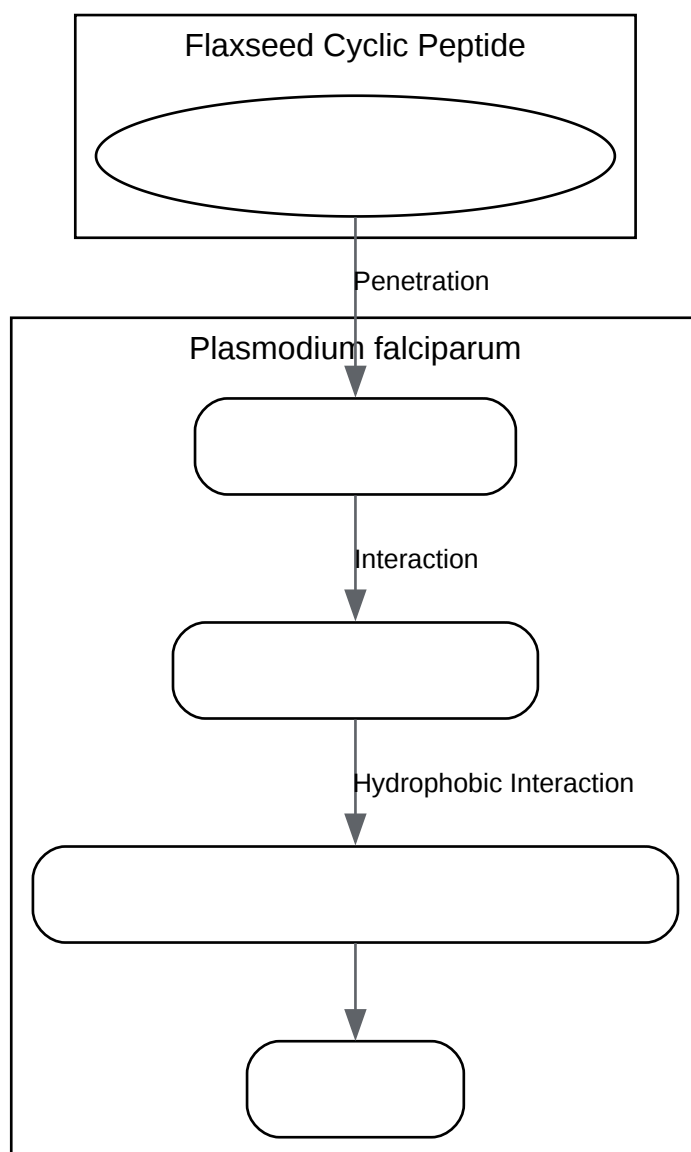 Flaxseed Cyclic Peptide
Penetration
Plasmodium falciparum
Interaction
Hydrophobic Interaction